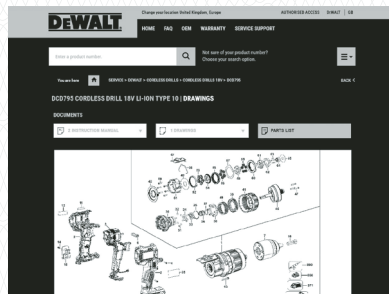 DEWALT.
Change your location United Kingdom, Europe
AUTHORISED ACCESS DEWALT | GB
HOME FAQ OEM WARRANTY SERVICE SUPPORT
Enter a product number.
Not sure of your product number?
Choose your search option.
You are here SERVICE > DEWALT > CORDLESS DRILLS > CORDLESS DRILLS 18V > DCD795
BACK
DCD795 CORDLESS DRILL 18V LI-ION TYPE 10 | DRAWINGS
DOCUMENTS
2 INSTRUCTION MANUAL
1 DRAWINGS
PARTS LIST